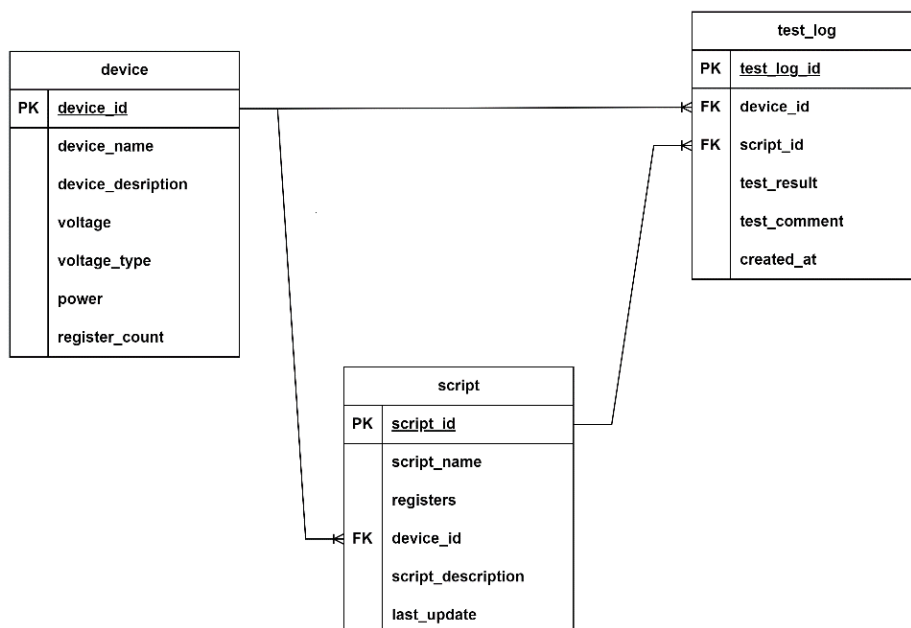 device
PK device_id
device_name
device_desription
voltage
voltage_type
power
register_count
test_log
PK test_log_id
FK device_id
FK script_id
test_result
test_comment
created_at
script
PK script_id
script_name
registers
FK device_id
script_description
last_update